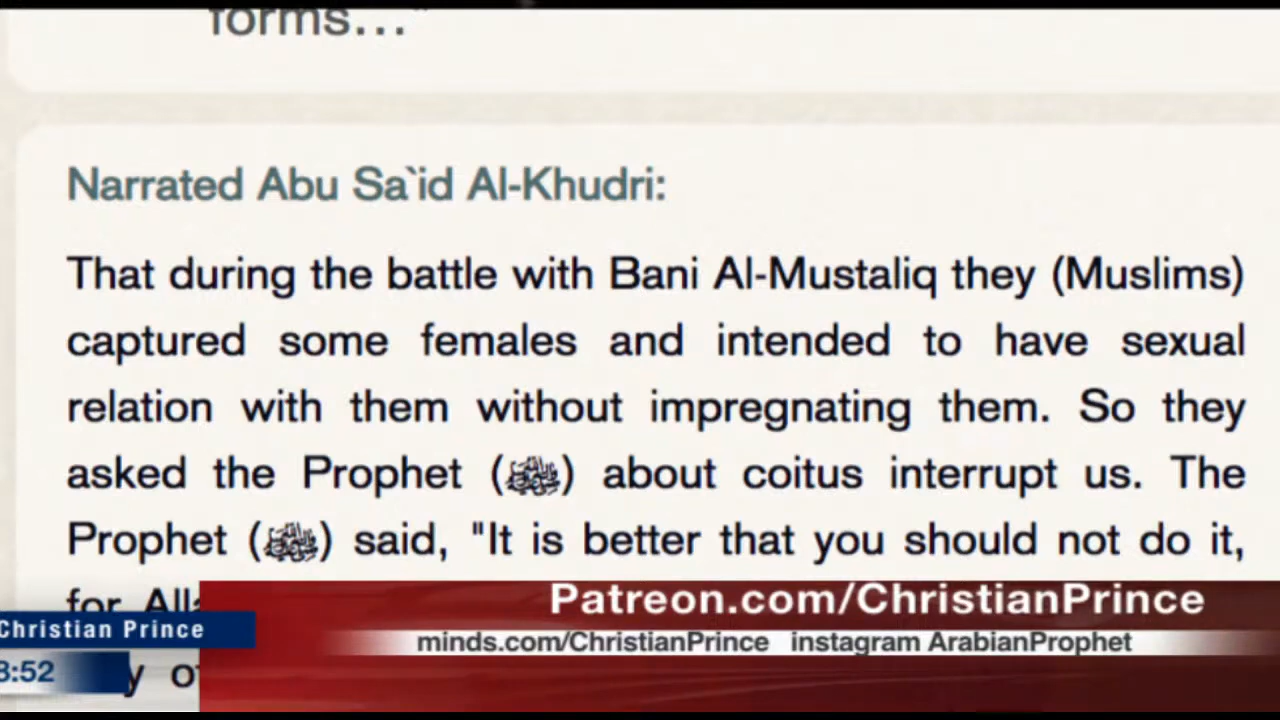 forms..."
Narrated Abu Sa`id Al-Khudri:
That during the battle with Bani Al-Mustaliq they (Muslims)
captured some females and intended to have sexual
relation with them without impregnating them. So they
asked the Prophet (ﷺ) about coitus interrupt us. The
Prophet (ﷺ) said, "It is better that you should not do it,
for
Patreon.com/ChristianPrince
Christian Prince
minds.com/ChristianPrince instagram ArabianProphet
8:52